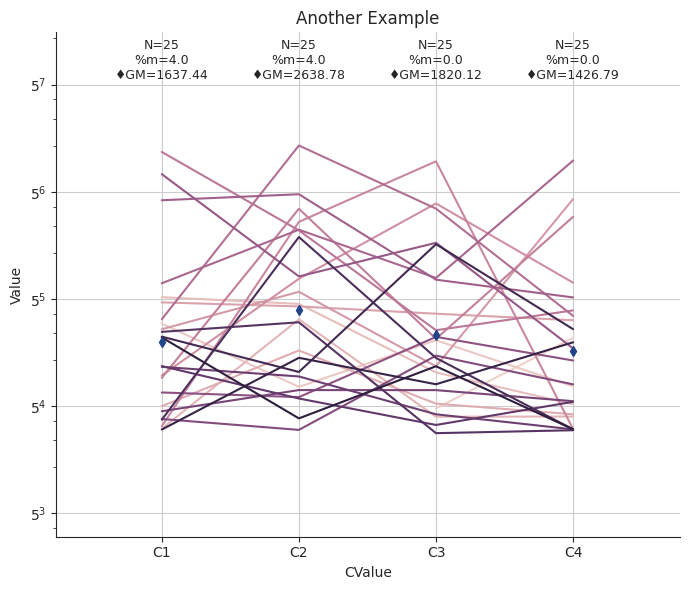 Another Example
N=25 N=25 N=25 N=25
%m=4.0 %m=4.0 %m=0.0 %m=0.0
♦GM=1637.44 ♦GM=2638.78 ♦GM=1820.12 ♦GM=1426.79
5⁷
5⁶
5⁵
5⁴
5³
Value
C1 C2 C3 C4
CValue